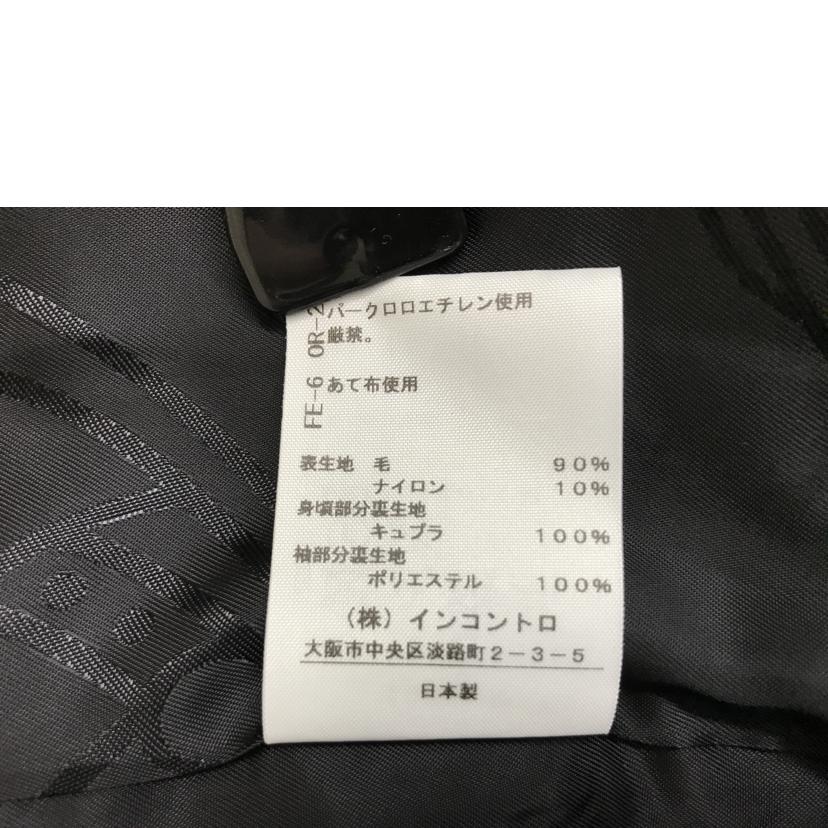 パークロロエチレン使用
厳禁。
あて布使用
FE-6 OR-2
表生地 毛 90%
ナイロン 10%
身頃部分裏生地
キュプラ 100%
袖部分裏生地
ポリエステル 100%
(株)インコントロ
大阪市中央区淡路町2-3-5
日本製